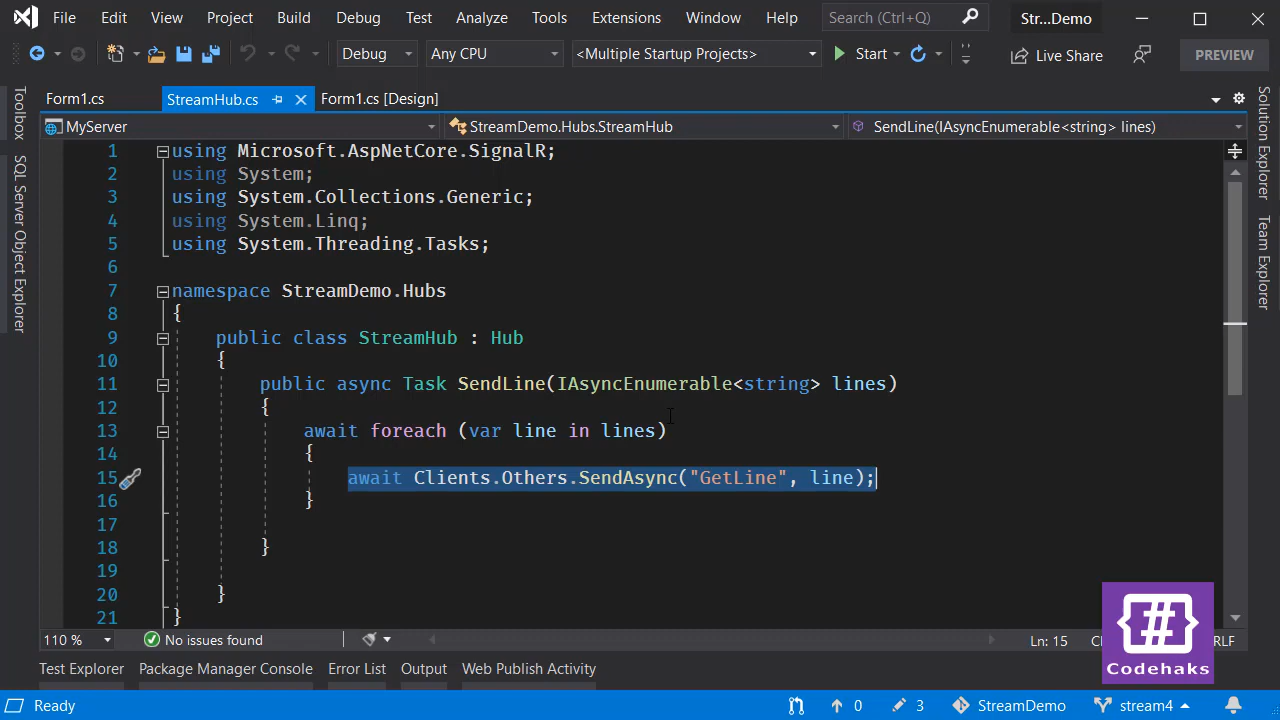 File Edit View Project Build Debug Test Analyze Tools Extensions Window Help Search (Ctrl+Q) Str...Demo
Debug Any CPU <Multiple Startup Projects> Start Live Share PREVIEW
Form1.cs StreamHub.cs Form1.cs [Design]
MyServer StreamDemo.Hubs.StreamHub SendLine(IAsyncEnumerable<string> lines)
Toolbox
SQL Server Object Explorer
1 using Microsoft.AspNetCore.SignalR;
2 using System;
3 using System.Collections.Generic;
4 using System.Linq;
5 using System.Threading.Tasks;
6
7 namespace StreamDemo.Hubs
8 {
9 public class StreamHub : Hub
10 {
11 public async Task SendLine(IAsyncEnumerable<string> lines)
12 {
13 await foreach (var line in lines)
14 {
15 await Clients.Others.SendAsync("GetLine", line);
16 }
17
18 }
19
20 }
21 }
Solution Explorer
Team Explorer
{#}
Codehaks
110 % No issues found Ln: 15
Test Explorer Package Manager Console Error List Output Web Publish Activity
Ready 0 3 StreamDemo stream4